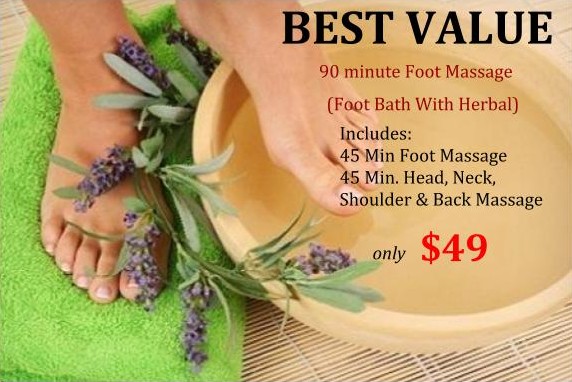 BEST VALUE
90 minute Foot Massage
(Foot Bath With Herbal)
Includes:
45 Min Foot Massage
45 Min. Head, Neck,
Shoulder & Back Massage
only $49